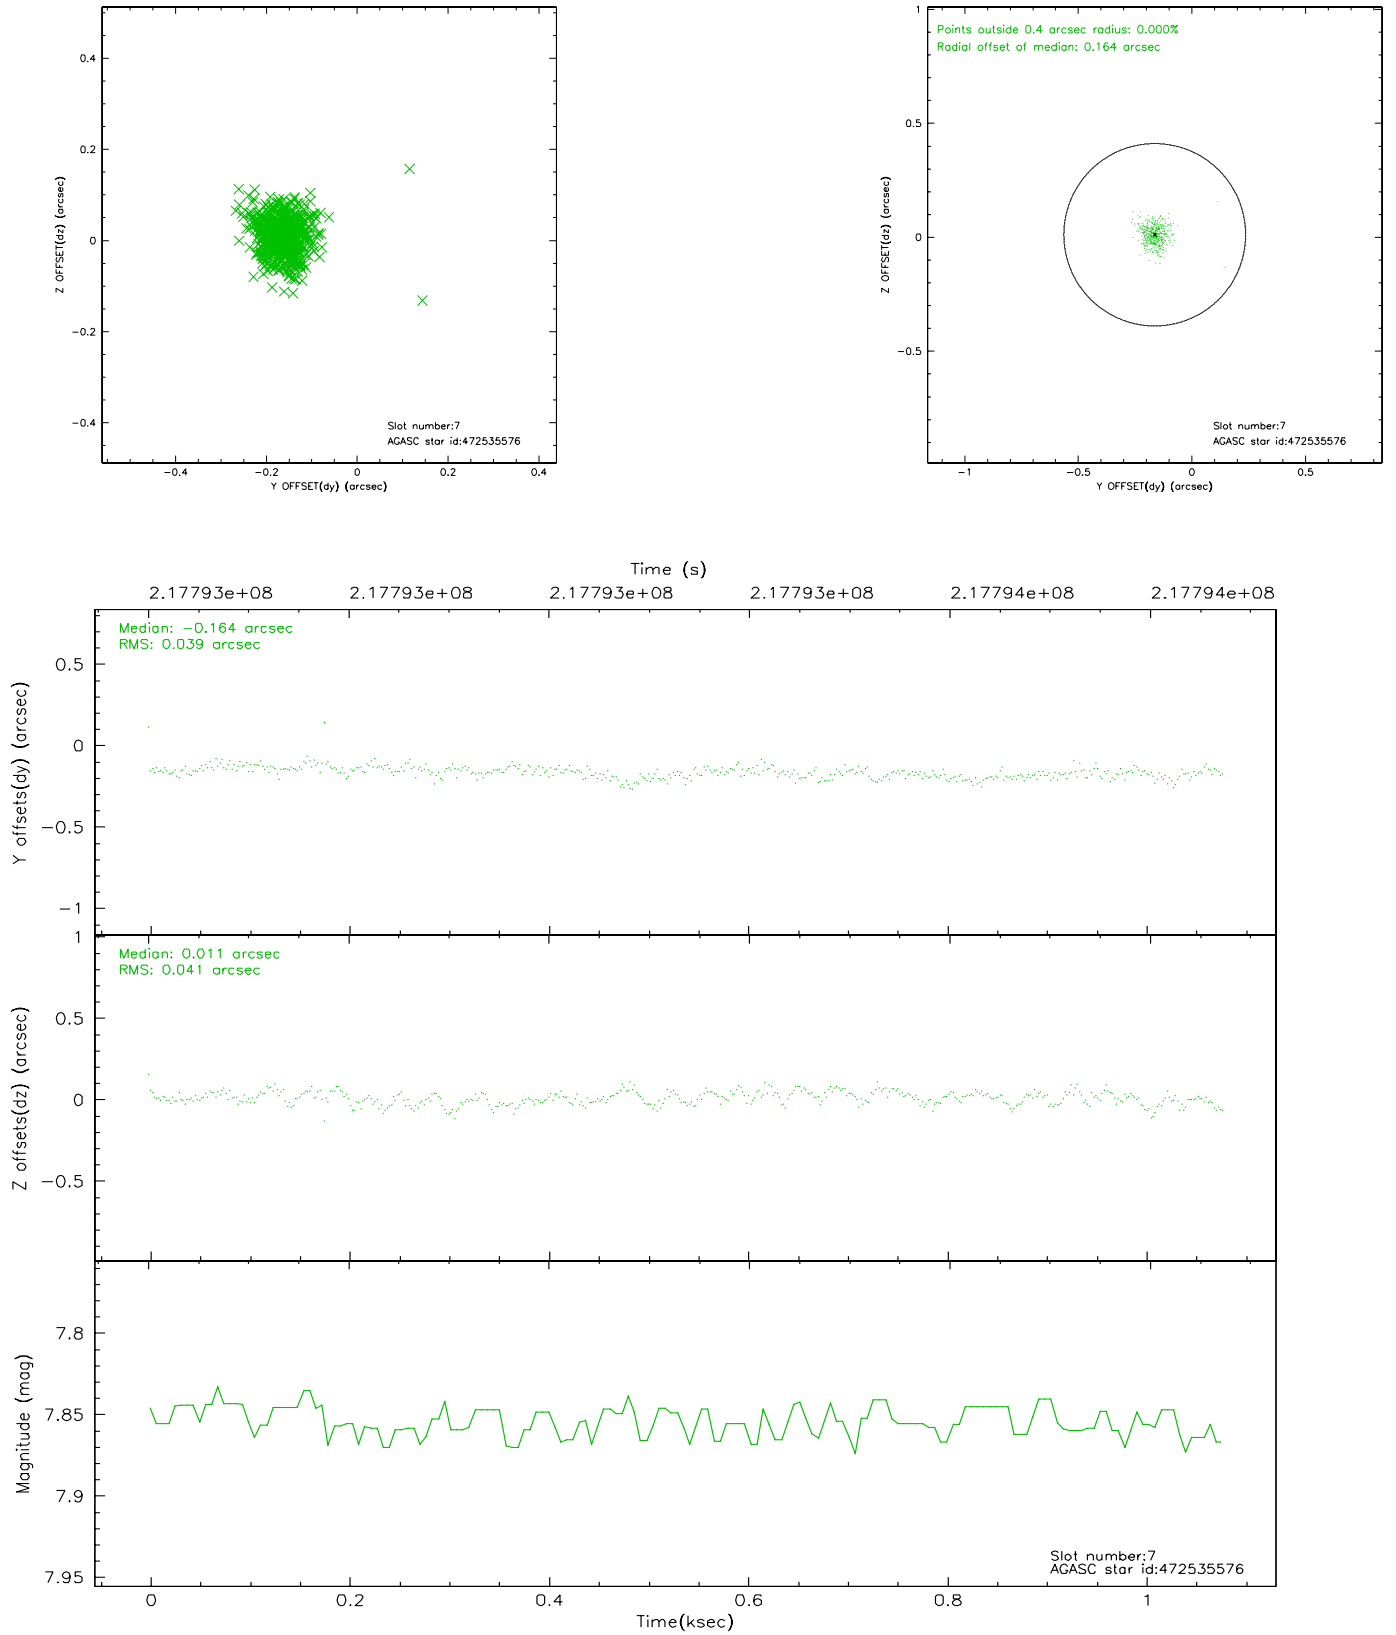 0.4
0.2
0
−0.2
−0.4
Z OFFSET(dz) (arcsec)
−0.4
−0.2
0
0.2
0.4
Y OFFSET(dy) (arcsec)
Slot number:7
AGASC star id:472535576
Points outside 0.4 arcsec radius: 0.000%
Radial offset of median: 0.164 arcsec
1
0.5
0
−0.5
Z OFFSET(dz) (arcsec)
−1
−0.5
0
0.5
Y OFFSET(dy) (arcsec)
Slot number:7
AGASC star id:472535576
Time (s)
2.17793e+08
2.17793e+08
2.17793e+08
2.17793e+08
2.17794e+08
2.17794e+08
Median: −0.164 arcsec
RMS: 0.039 arcsec
0.5
0
−0.5
−1
Y offsets(dy) (arcsec)
Median: 0.011 arcsec
RMS: 0.041 arcsec
1
0.5
0
−0.5
Z offsets(dz) (arcsec)
7.8
7.85
7.9
7.95
Magnitude (mag)
Slot number:7
AGASC star id:472535576
0
0.2
0.4
0.6
0.8
1
Time(ksec)